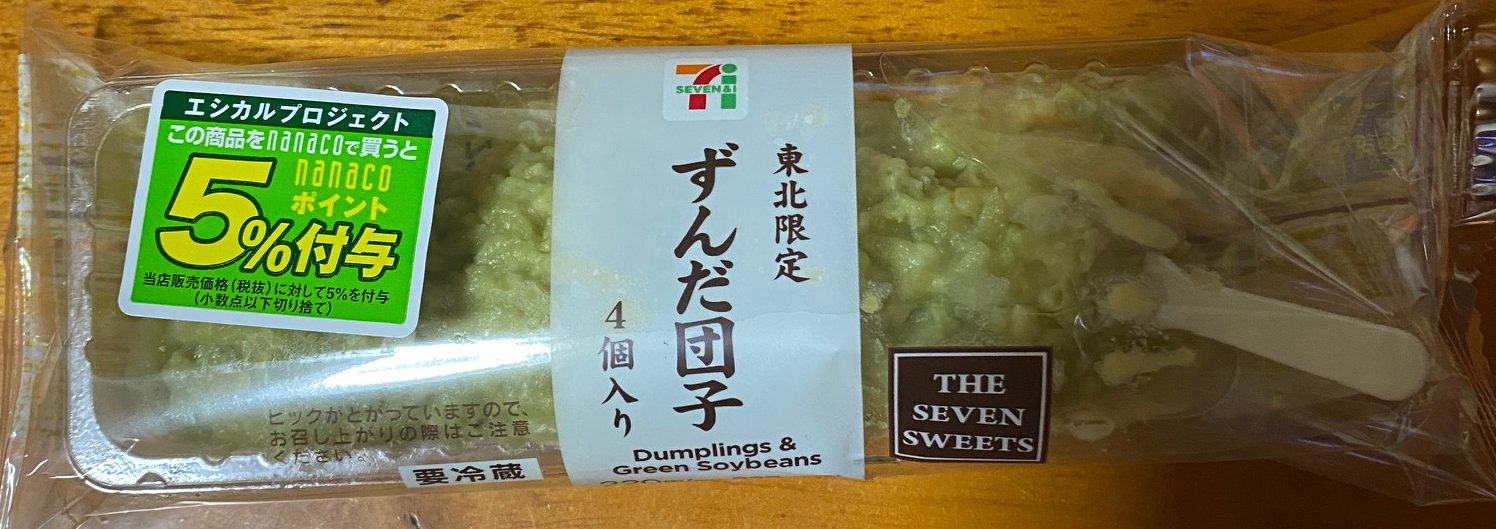 エシカルプロジェクト
この商品をnanacoで買うと
5%付与
nanaco
ポイント
当店販売価格(税抜)に対して5%を付与
(小数点以下切り捨て)
7i
SEVEN&i
東北限定
ずんだ団子
4個入り
Dumplings &
Green Soybeans
THE
SEVEN
SWEETS
ピックがとがっていますので、
お召し上がりの際はご注意
ください。
要冷蔵